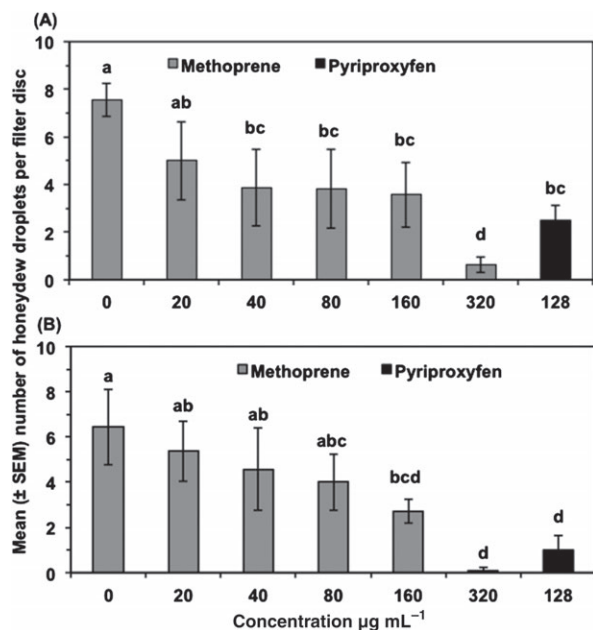 (A)
10
Methoprene Pyriproxyfen
8
6
4
2
0
a
ab
bc
bc
bc
d
bc
0 20 40 80 160 320 128
(B)
10
Methoprene Pyriproxyfen
8
6
4
2
0
a
ab
ab
abc
bcd
d
d
0 20 40 80 160 320 128
Mean (± SEM) number of honeydew droplets per filter disc
Concentration µg mL⁻¹